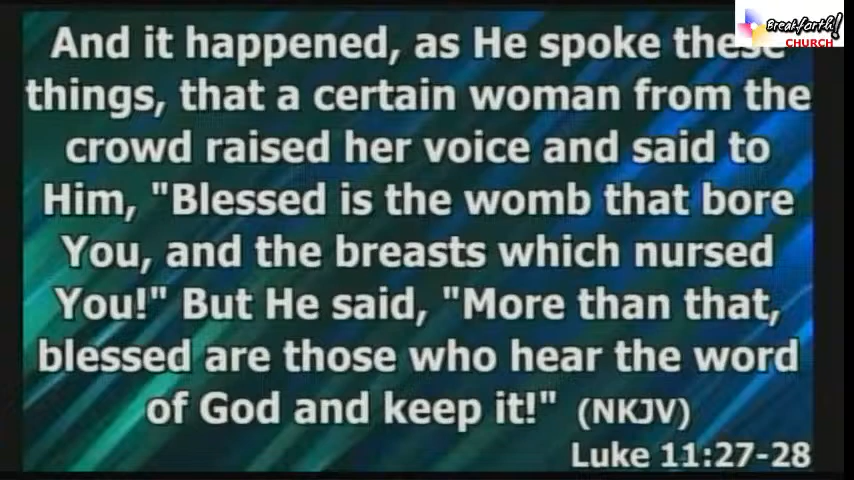 And it happened, as He spoke these
things, that a certain woman from the
crowd raised her voice and said to
Him, "Blessed is the womb that bore
You, and the breasts which nursed
You!" But He said, "More than that,
blessed are those who hear the word
of God and keep it!" (NKJV)
Luke 11:27-28
Breakforth!
CHURCH